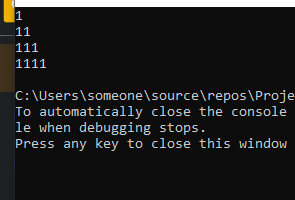 1
11
111
1111
C:\Users\someone\source\repos\Proje
To automatically close the console
le when debugging stops.
Press any key to close this window